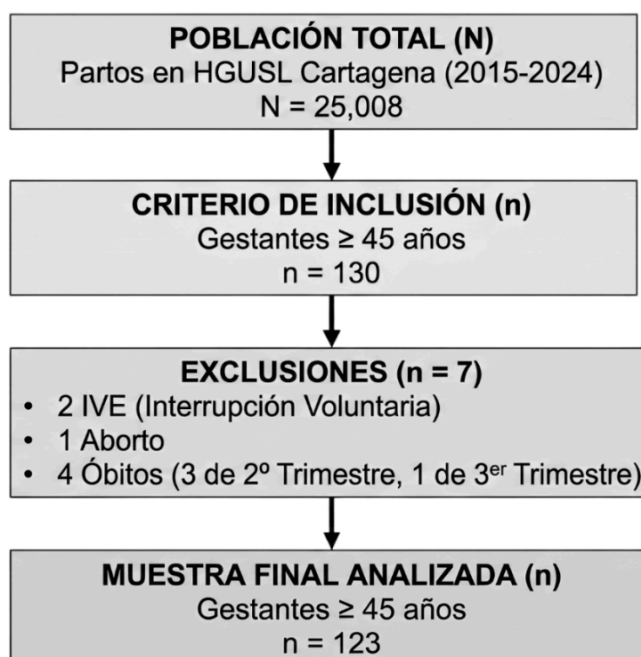 POBLACIÓN TOTAL (N)
Partos en HGUSL Cartagena (2015-2024)
N = 25,008
CRITERIO DE INCLUSIÓN (n)
Gestantes ≥ 45 años
n = 130
EXCLUSIONES (n = 7)
• 2 IVE (Interrupción Voluntaria)
• 1 Aborto
• 4 Óbitos (3 de 2º Trimestre, 1 de 3ᵉʳ Trimestre)
MUESTRA FINAL ANALIZADA (n)
Gestantes ≥ 45 años
n = 123